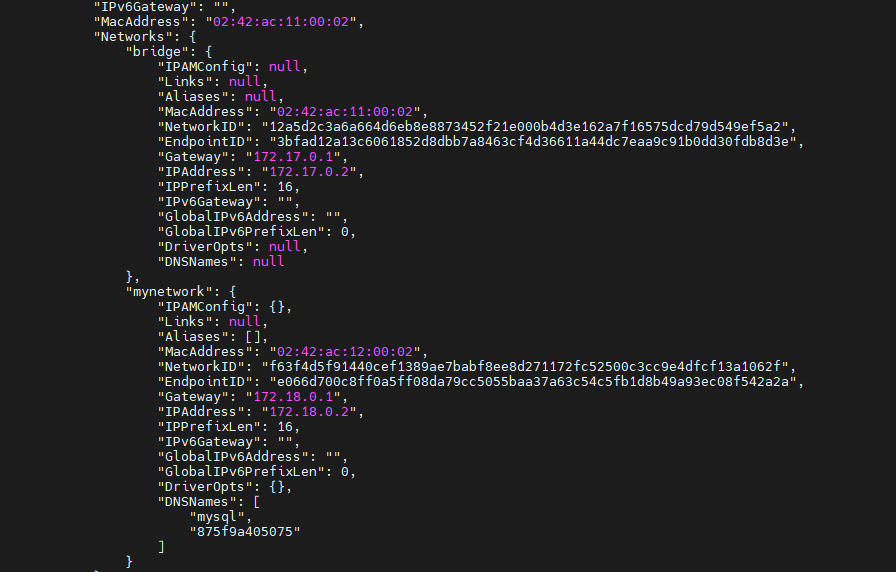 "IPv6Gateway": "",
"MacAddress": "02:42:ac:11:00:02",
"Networks": {
"bridge": {
"IPAMConfig": null,
"Links": null,
"Aliases": null,
"MacAddress": "02:42:ac:11:00:02",
"NetworkID": "12a5d2c3a6a664d6eb8e8873452f21e000b4d3e162a7f16575dcd79d549ef5a2",
"EndpointID": "3bfad12a13c6061852d8dbb7a8463cf4d36611a44dc7eaa9c91b0dd30fdb8d3e",
"Gateway": "172.17.0.1",
"IPAddress": "172.17.0.2",
"IPPrefixLen": 16,
"IPv6Gateway": "",
"GlobalIPv6Address": "",
"GlobalIPv6PrefixLen": 0,
"DriverOpts": null,
"DNSNames": null
},
"mynetwork": {
"IPAMConfig": {},
"Links": null,
"Aliases": [],
"MacAddress": "02:42:ac:12:00:02",
"NetworkID": "f63f4d5f91440cef1389ae7babf8ee8d271172fc52500c3cc9e4dfcf13a1062f",
"EndpointID": "e066d700c8ff0a5ff08da79cc5055baa37a63c54c5fb1d8b49a93ec08f542a2a",
"Gateway": "172.18.0.1",
"IPAddress": "172.18.0.2",
"IPPrefixLen": 16,
"IPv6Gateway": "",
"GlobalIPv6Address": "",
"GlobalIPv6PrefixLen": 0,
"DriverOpts": {},
"DNSNames": [
"mysql",
"875f9a405075"
]
}